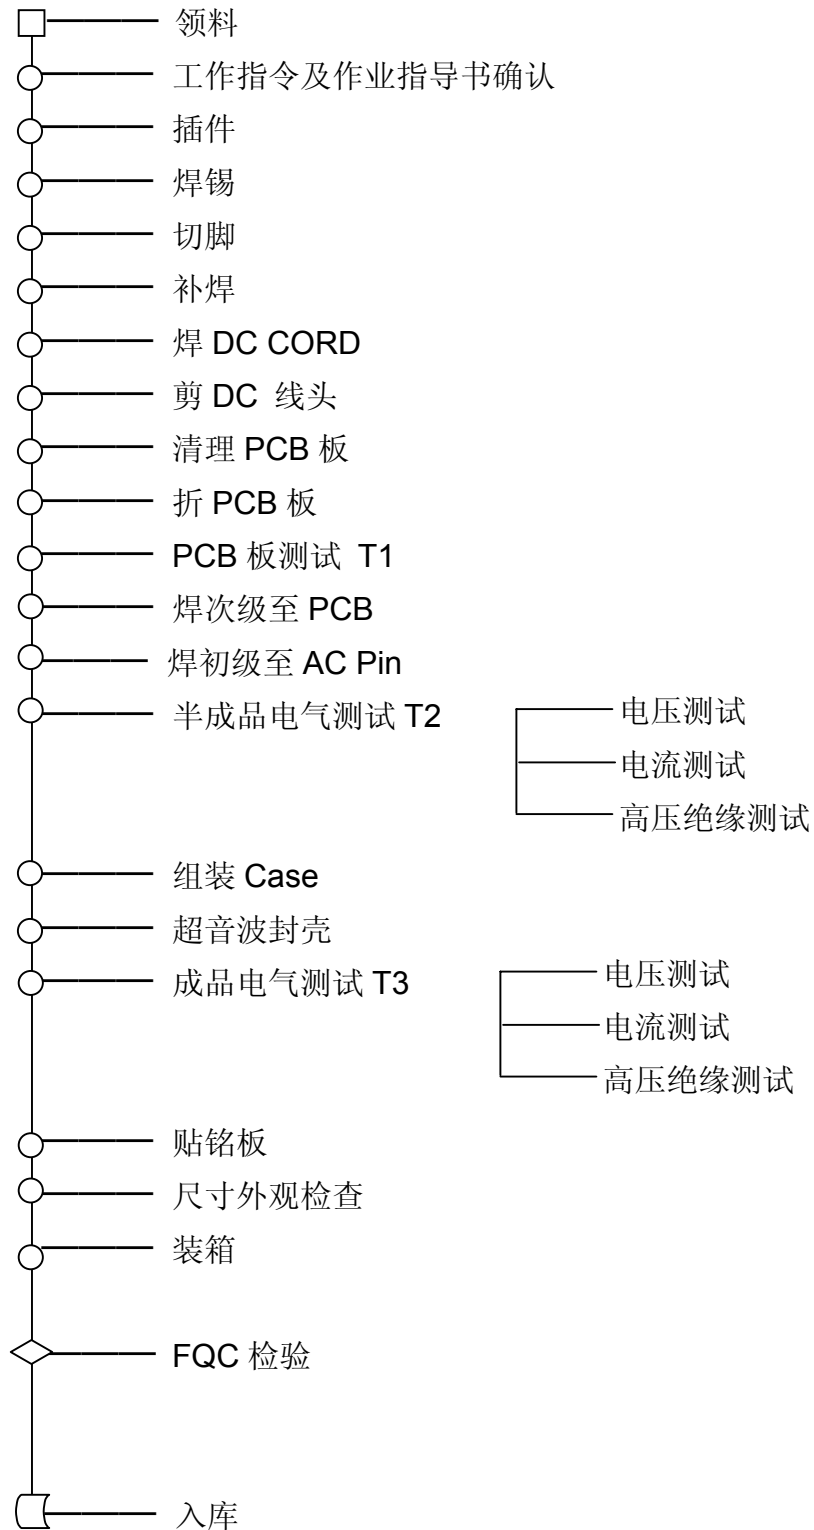 领料
工作指令及作业指导书确认
插件
焊锡
切脚
补焊
焊 DC CORD
剪 DC 线头
清理 PCB 板
折 PCB 板
PCB 板测试 T1
焊次级至 PCB
焊初级至 AC Pin
半成品电气测试 T2
电压测试
电流测试
高压绝缘测试
组装 Case
超音波封壳
成品电气测试 T3
电压测试
电流测试
高压绝缘测试
贴铭板
尺寸外观检查
装箱
FQC 检验
入库